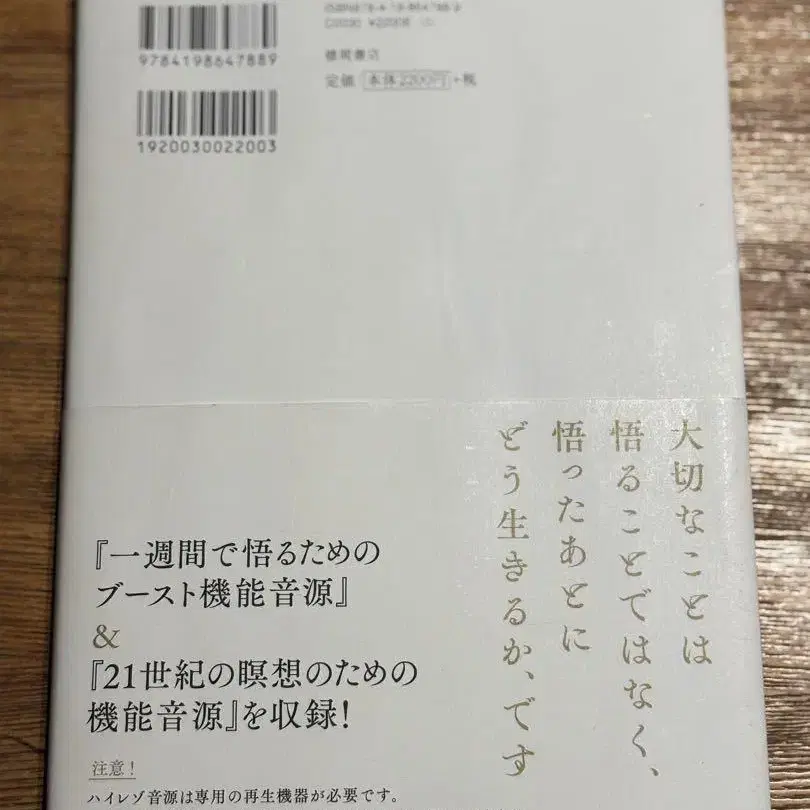 9784198647889
徳間書店
定価 本体2200円+税
1920030022003
大切なことは
悟ることではなく、
悟ったあとに
どう生きるか、です
『一週間で悟るための
ブースト機能音源』
&
『21世紀の瞑想のための
機能音源』を収録!
注意!
ハイレゾ音源は専用の再生機器が必要です。